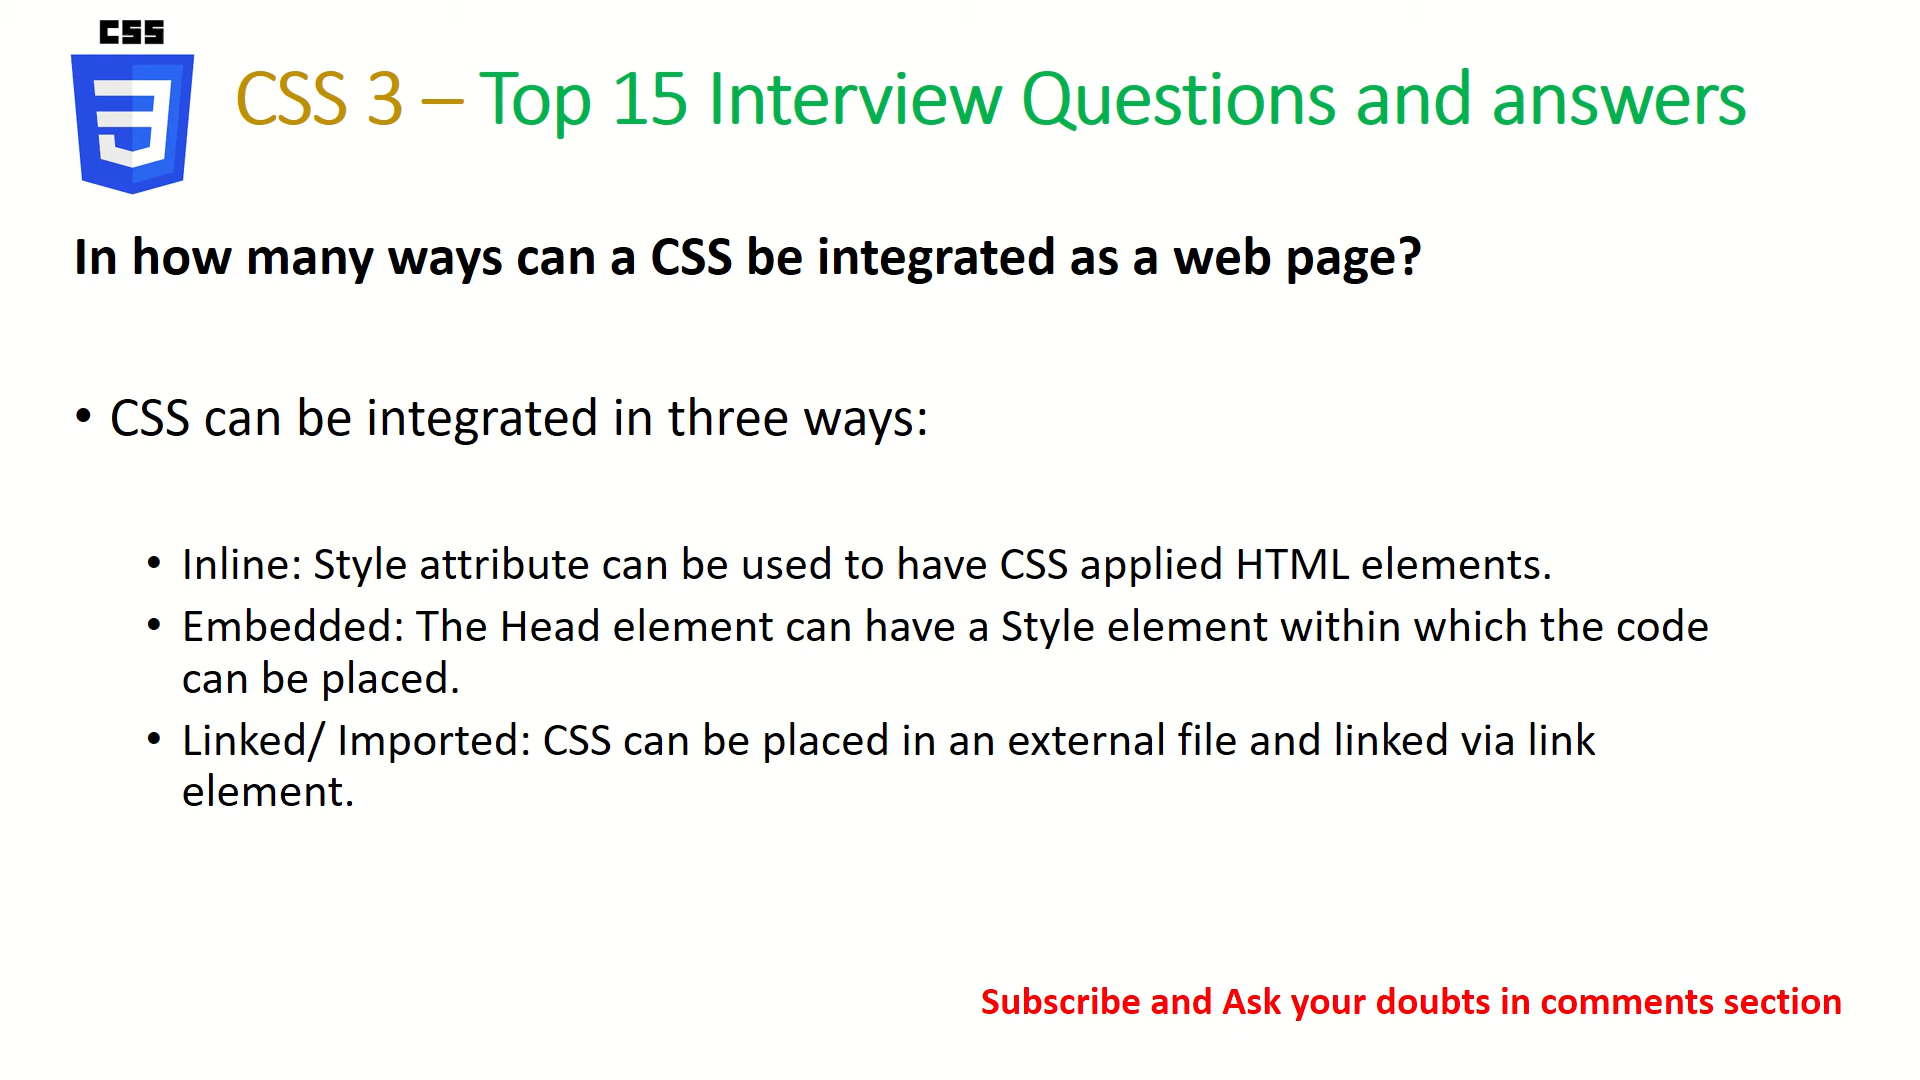 CSS
CSS 3 – Top 15 Interview Questions and answers
In how many ways can a CSS be integrated as a web page?
• CSS can be integrated in three ways:
• Inline: Style attribute can be used to have CSS applied HTML elements.
• Embedded: The Head element can have a Style element within which the code
can be placed.
• Linked/ Imported: CSS can be placed in an external file and linked via link
element.
Subscribe and Ask your doubts in comments section